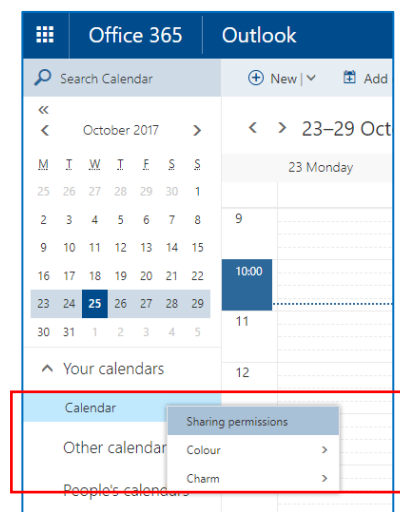 Office 365 Outlook
Search Calendar
New Add
October 2017
23–29 Oct
M T W T F S S
23 Monday
25 26 27 28 29 30 1
2 3 4 5 6 7 8
9
9 10 11 12 13 14 15
16 17 18 19 20 21 22
10:00
23 24 25 26 27 28 29
30 31 1 2 3 4 5
11
Your calendars
12
Calendar
Sharing permissions
Other calendar
Colour
Charm
People's calendars